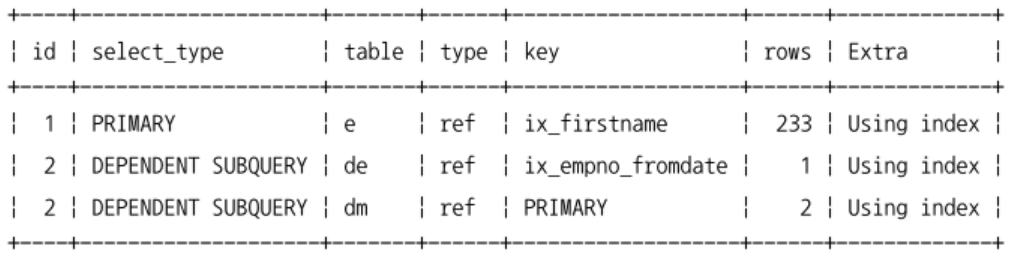 +----+--------------------+-------+------+-------------------+------+-------------+
| id | select_type        | table | type | key               | rows | Extra       |
+----+--------------------+-------+------+-------------------+------+-------------+
|  1 | PRIMARY            | e     | ref  | ix_firstname      |  233 | Using index |
|  2 | DEPENDENT SUBQUERY | de    | ref  | ix_empno_fromdate |    1 | Using index |
|  2 | DEPENDENT SUBQUERY | dm    | ref  | PRIMARY           |    2 | Using index |
+----+--------------------+-------+------+-------------------+------+-------------+